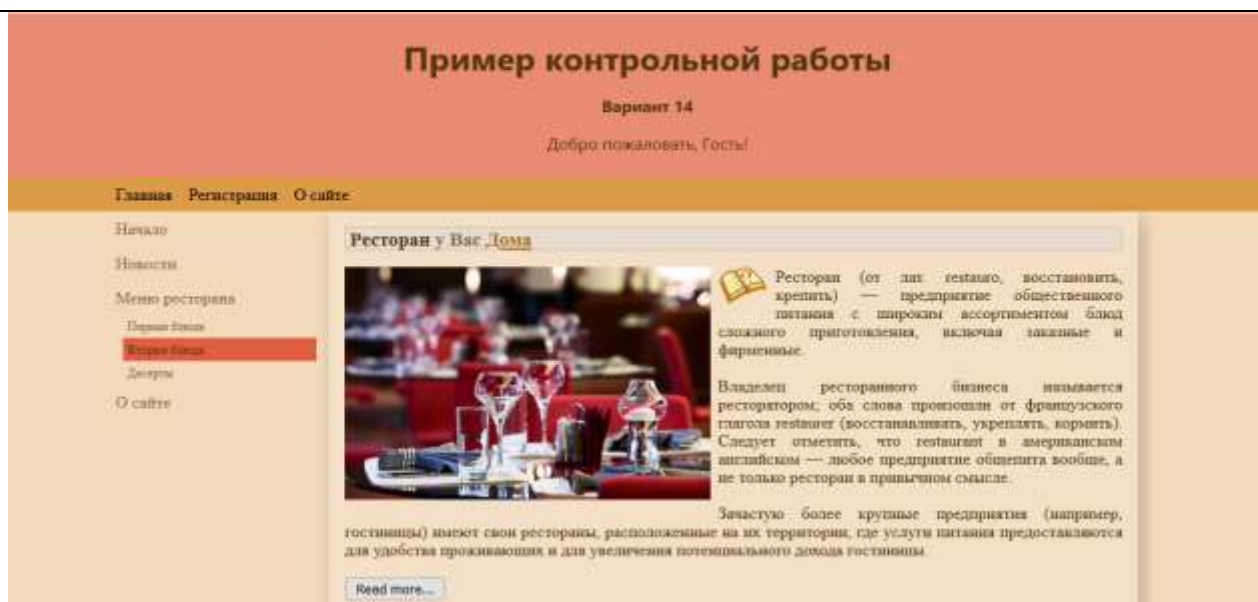 Пример контрольной работы
Вариант 14
Добро пожаловать, Гость!
Главная Регистрация О сайте
Начало
Новости
Меню ресторана
Первые блюда
Вторые блюда
Десерты
О сайте
Ресторан у Вас Дома
Ресторан (от лат. restauro, восстановить,
крепить) — предприятие общественного
питания с широким ассортиментом блюд
сложного приготовления, включая заказные и
фирменные.
Владелец ресторанного бизнеса называется
ресторатором; оба слова произошли от французского
глагола restaurer (восстанавливать, укреплять, кормить).
Следует отметить, что restaurant в американском
английском — любое предприятие общепита вообще, а
не только ресторан в привычном смысле.
Зачастую более крупные предприятия (например,
гостиницы) имеют свои рестораны, расположенные на их территории, где услуги питания предоставляются
для удобства проживающих и для увеличения потенциального дохода гостиницы.
Read more...